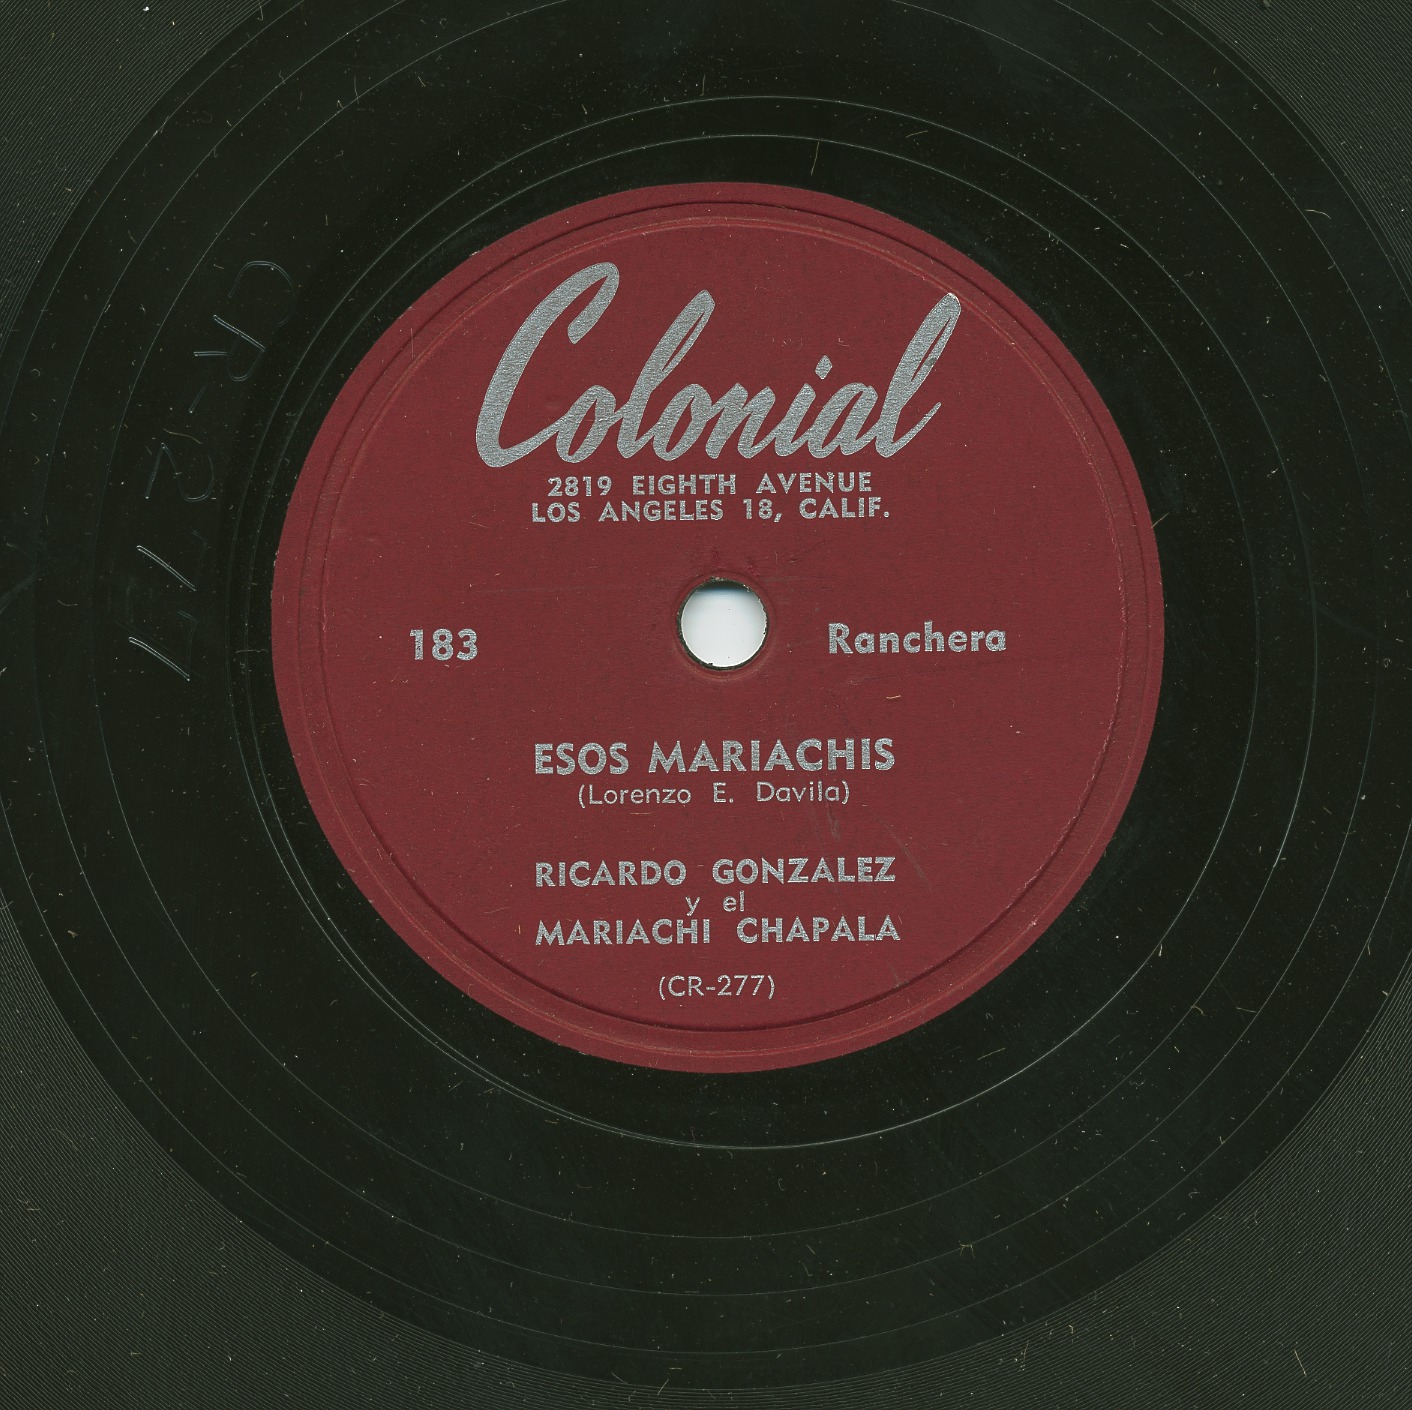 Colonial
2819 EIGHTH AVENUE
LOS ANGELES 18, CALIF.
183
Ranchera
ESOS MARIACHIS
(Lorenzo E. Davila)
RICARDO GONZALEZ
y el
MARIACHI CHAPALA
(CR-277)
CR-277